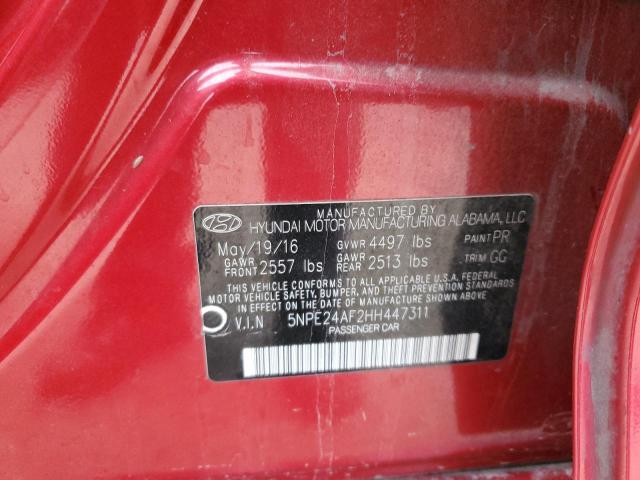 MANUFACTURED BY
HYUNDAI MOTOR MANUFACTURING ALABAMA, LLC
May/19/16 GVWR 4497 lbs PAINT PR
GAWR FRONT 2557 lbs GAWR REAR 2513 lbs TRIM GG
THIS VEHICLE CONFORMS TO ALL APPLICABLE U.S.A. FEDERAL
MOTOR VEHICLE SAFETY, BUMPER, AND THEFT PREVENTION STANDARDS
IN EFFECT ON THE DATE OF MANUFACTURE SHOWN ABOVE.
V.I.N 5NPE24AF2HH447311
PASSENGER CAR